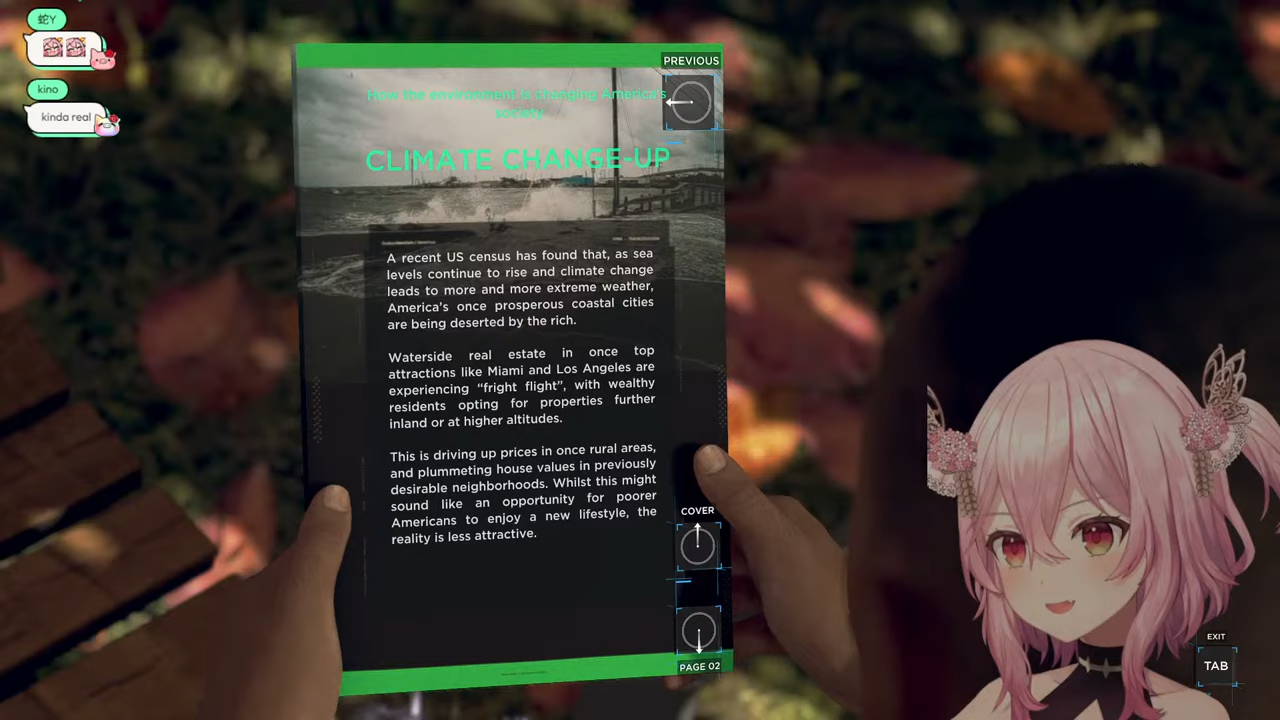 蛇Y
kino
kinda real
PREVIOUS
How the environment is changing America's
society
CLIMATE CHANGE-UP
A recent US census has found that, as sea
levels continue to rise and climate change
leads to more and more extreme weather,
America's once prosperous coastal cities
are being deserted by the rich.
Waterside real estate in once top
attractions like Miami and Los Angeles are
experiencing “fright flight”, with wealthy
residents opting for properties further
inland or at higher altitudes.
This is driving up prices in once rural areas,
and plummeting house values in previously
desirable neighborhoods. Whilst this might
sound like an opportunity for poorer
Americans to enjoy a new lifestyle, the
reality is less attractive.
COVER
PAGE 02
EXIT
TAB